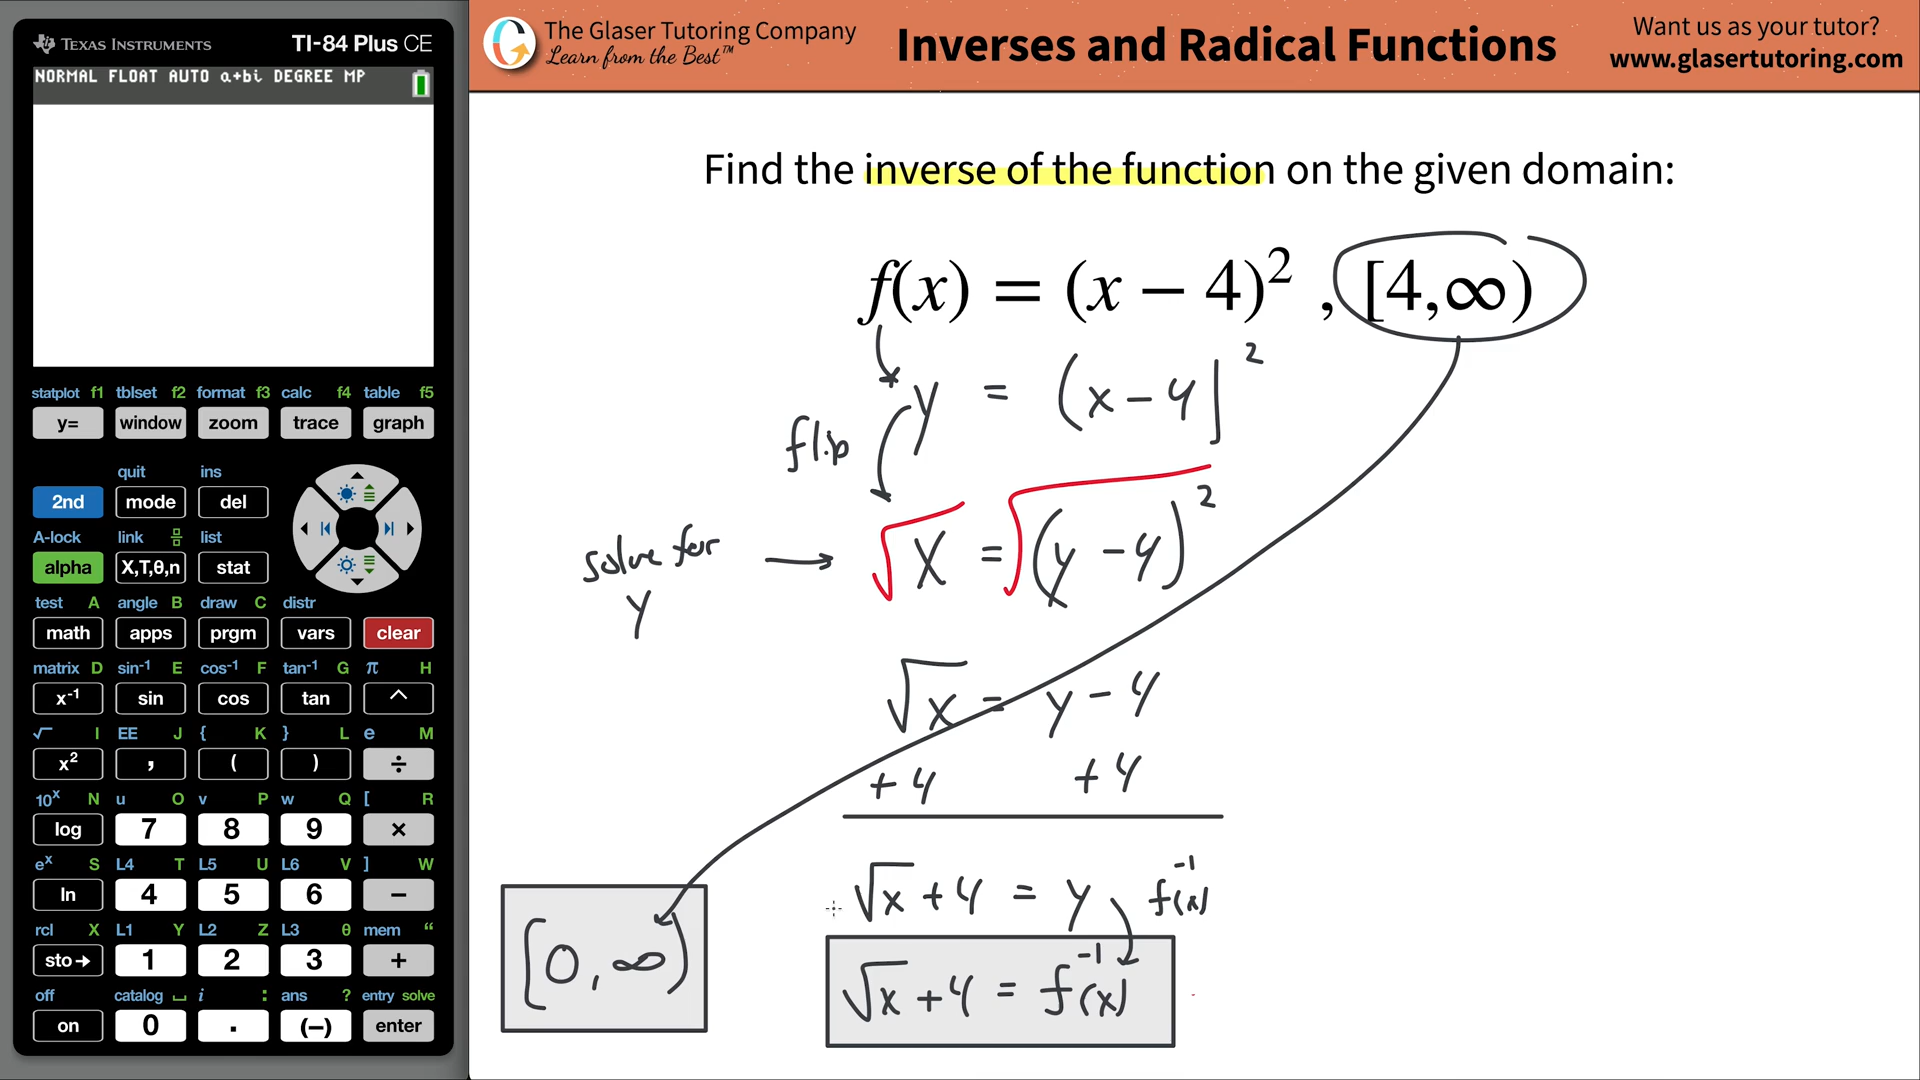 TEXAS INSTRUMENTS TI-84 Plus CE
NORMAL FLOAT AUTO a+bi DEGREE MP
statplot f1 tblset f2 format f3 calc f4 table f5
y= window zoom trace graph
quit ins
2nd mode del
A-lock link list
alpha X,T,θ,n stat
test A angle B draw C distr
math apps prgm vars clear
matrix D sin⁻¹ E cos⁻¹ F tan⁻¹ G π H
x⁻¹ sin cos tan ^
√ I EE J { K } L e M
x² , ( ) ÷
10ˣ N u O v P w Q [ R
log 7 8 9 ×
eˣ S L4 T L5 U L6 V ] W
ln 4 5 6 −
rcl X L1 Y L2 Z L3 θ mem “
sto→ 1 2 3 +
off catalog ␣ i : ans ? entry solve
on 0 . (−) enter
The Glaser Tutoring Company
Learn from the Best™
Inverses and Radical Functions
Want us as your tutor?
www.glasertutoring.com
Find the inverse of the function on the given domain:
f(x) = (x − 4)² , [4,∞)
y = (x − 4)²
flip
√x = √(y − 4)²
solve for
y
√x = y − 4
+ 4 + 4
√x + 4 = y f⁻¹(x)
√x + 4 = f⁻¹(x)
[0, ∞)